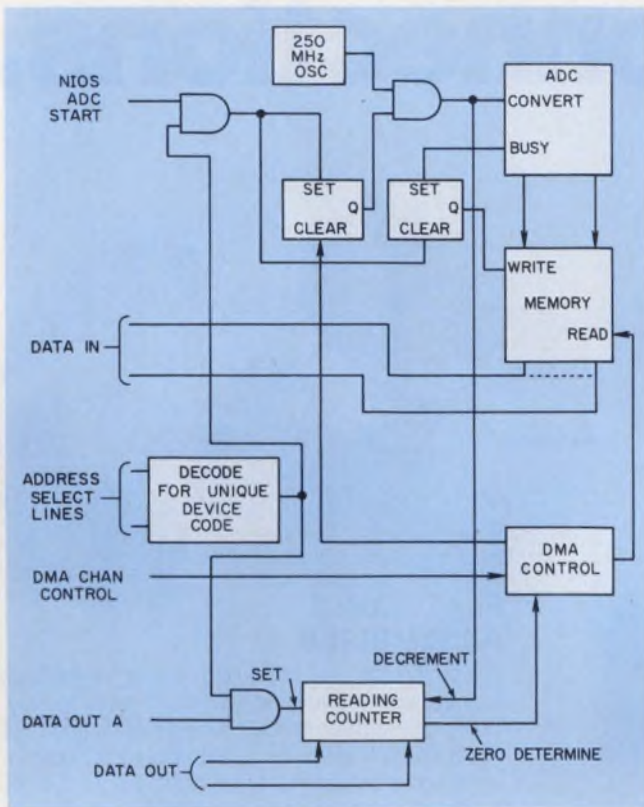 250
MHz
OSC
NIOS
ADC
START
ADC
CONVERT
BUSY
SET
Q
CLEAR
SET
Q
CLEAR
WRITE
MEMORY
READ
DATA IN
ADDRESS
SELECT
LINES
DECODE
FOR UNIQUE
DEVICE
CODE
DMA CHAN
CONTROL
DMA
CONTROL
DECREMENT
SET
READING
COUNTER
DATA OUT A
ZERO DETERMINE
DATA OUT